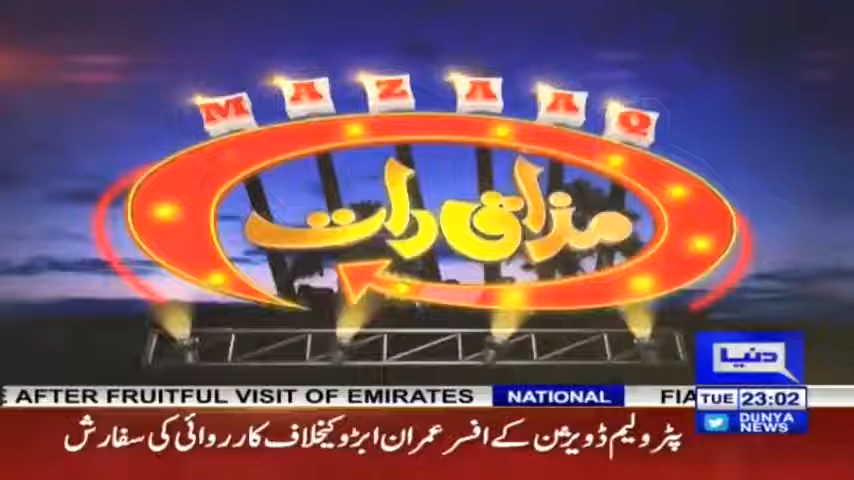 MAZAAQ
مذاق رات
دنیا
E AFTER FRUITFUL VISIT OF EMIRATES NATIONAL FIA
TUE 23:02
پٹرولیم ڈویژن کے افسر عمران ابڑو کیخلاف کارروائی کی سفارش
DUNYA NEWS